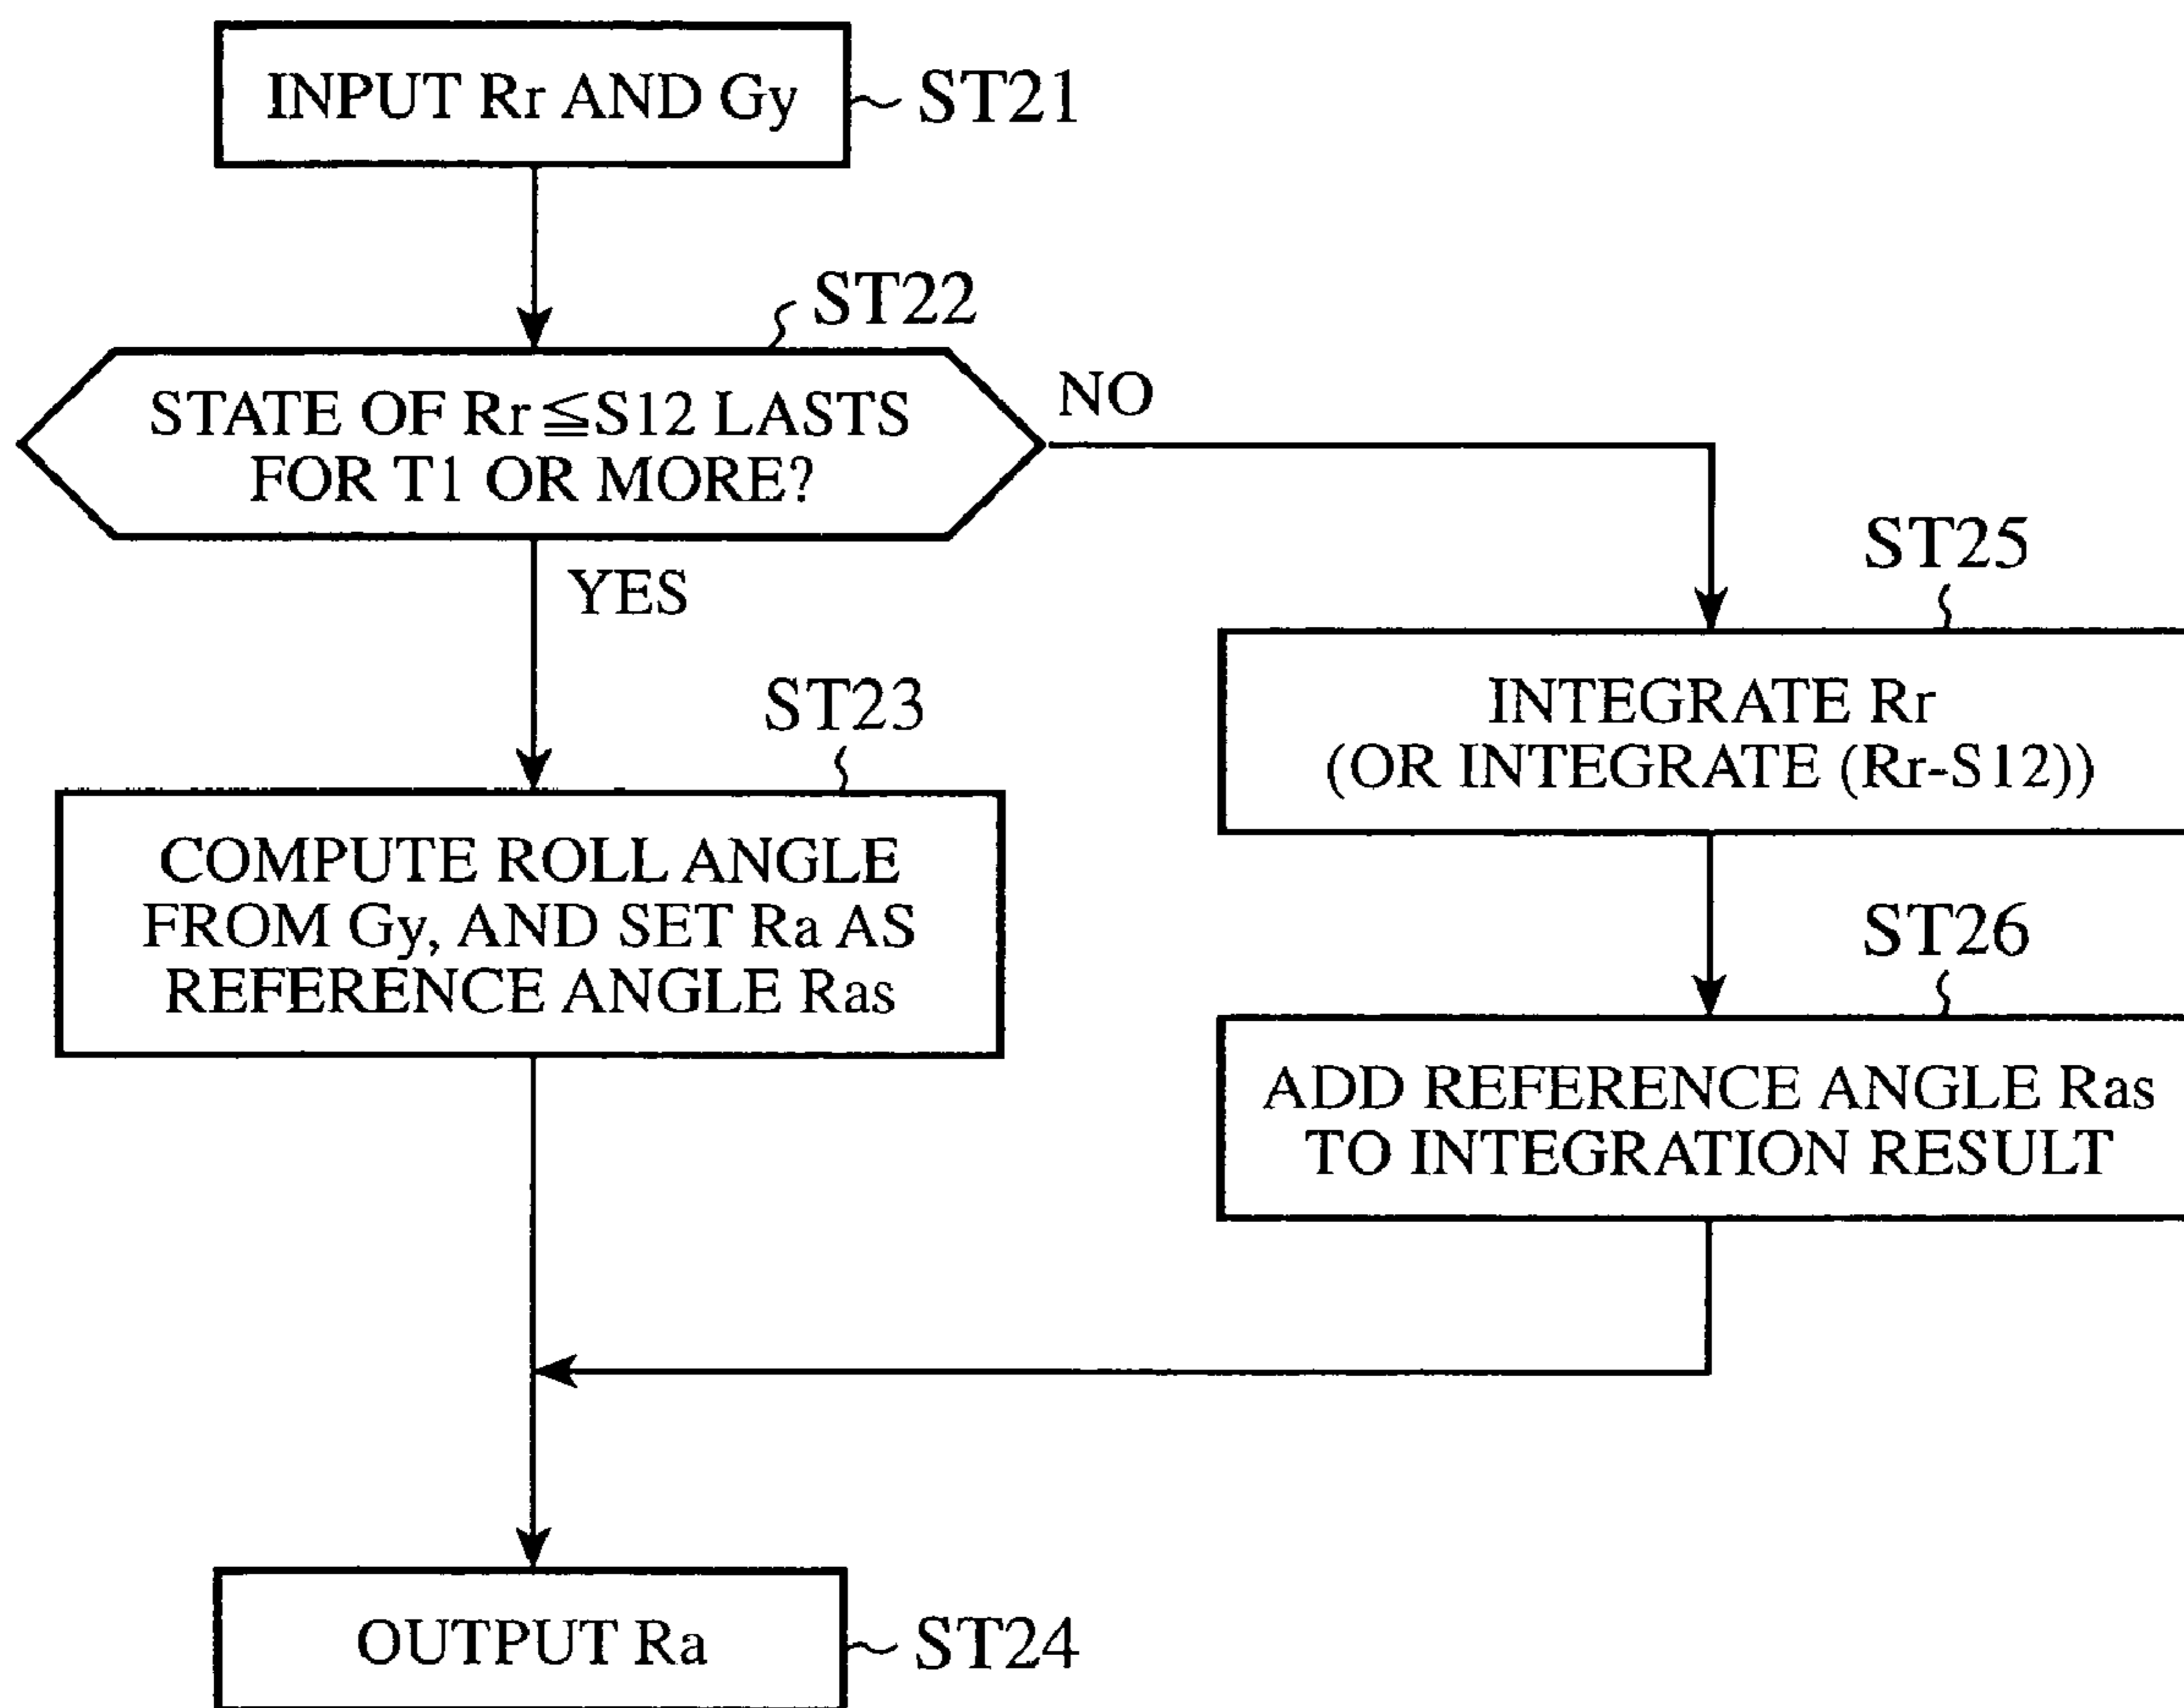 INPUT Rr AND Gy
ST21
ST22
STATE OF Rr ≦S12 LASTS
FOR T1 OR MORE?
NO
YES
ST23
COMPUTE ROLL ANGLE
FROM Gy, AND SET Ra AS
REFERENCE ANGLE Ras
ST25
INTEGRATE Rr
(OR INTEGRATE (Rr-S12))
ST26
ADD REFERENCE ANGLE Ras
TO INTEGRATION RESULT
OUTPUT Ra
ST24